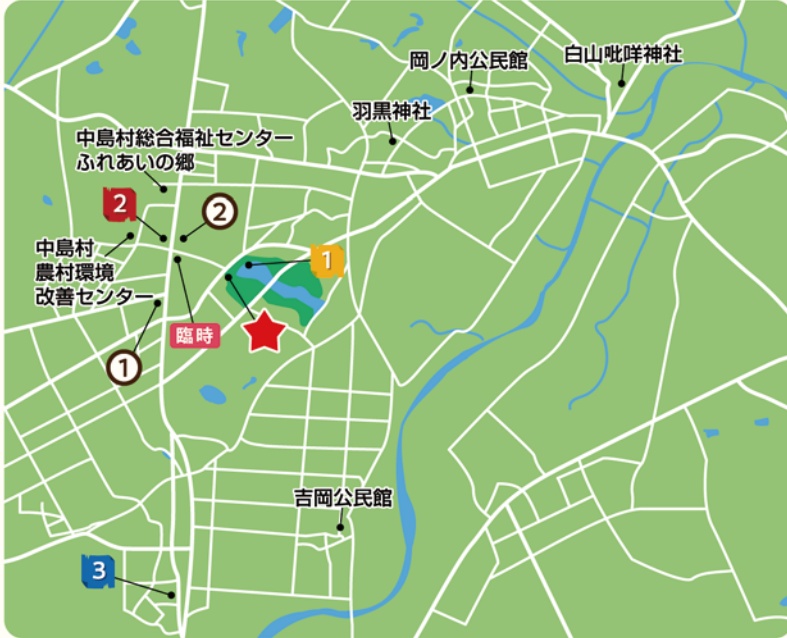 岡ノ内公民館
白山毗咩神社
羽黒神社
中島村総合福祉センター
ふれあいの郷
2
②
中島村
農村環境
改善センター
1
臨時
①
吉岡公民館
3